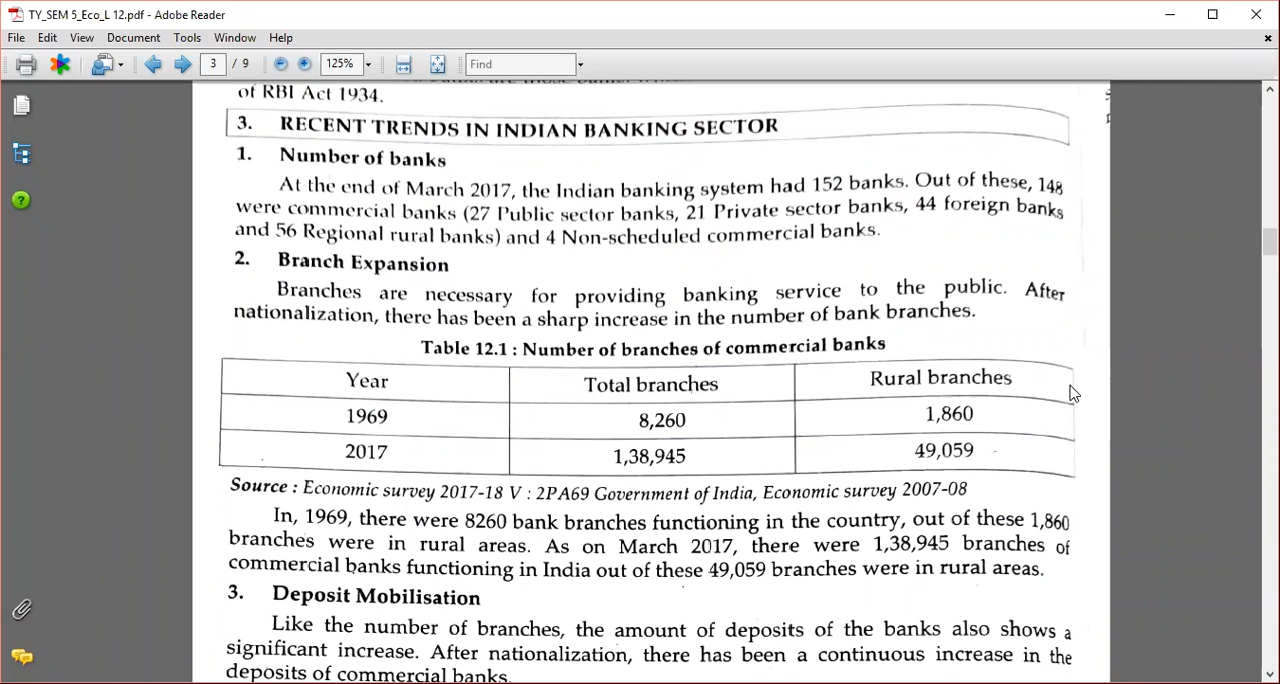 TY_SEM 5_Eco_L 12.pdf - Adobe Reader
File Edit View Document Tools Window Help
3 / 9 125% Find
of RBI Act 1934.
3. RECENT TRENDS IN INDIAN BANKING SECTOR
1. Number of banks
At the end of March 2017, the Indian banking system had 152 banks. Out of these, 148
were commercial banks (27 Public sector banks, 21 Private sector banks, 44 foreign banks
and 56 Regional rural banks) and 4 Non-scheduled commercial banks.
2. Branch Expansion
Branches are necessary for providing banking service to the public. After
nationalization, there has been a sharp increase in the number of bank branches.
Table 12.1 : Number of branches of commercial banks
Year Total branches Rural branches
1969 8,260 1,860
2017 1,38,945 49,059
Source : Economic survey 2017-18 V : 2PA69 Government of India, Economic survey 2007-08
In, 1969, there were 8260 bank branches functioning in the country, out of these 1,860
branches were in rural areas. As on March 2017, there were 1,38,945 branches of
commercial banks functioning in India out of these 49,059 branches were in rural areas.
3. Deposit Mobilisation
Like the number of branches, the amount of deposits of the banks also shows a
significant increase. After nationalization, there has been a continuous increase in the
deposits of commercial banks.